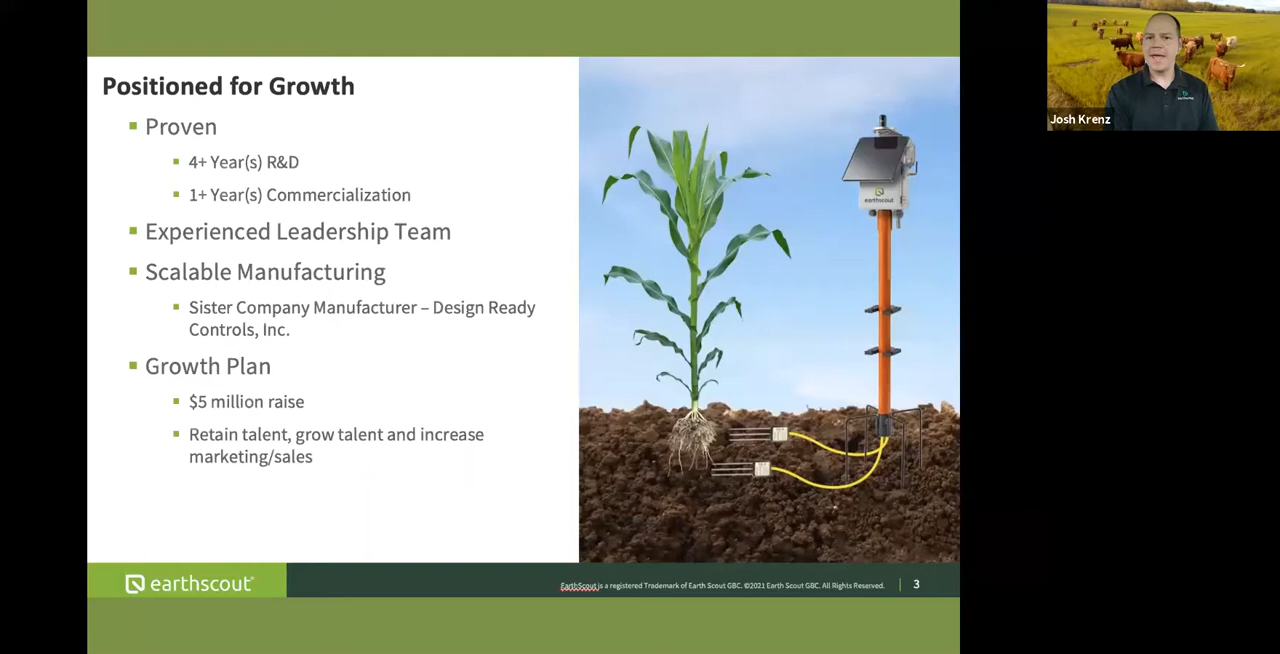 Positioned for Growth
Proven
4+ Year(s) R&D
1+ Year(s) Commercialization
Experienced Leadership Team
Scalable Manufacturing
Sister Company Manufacturer – Design Ready
Controls, Inc.
Growth Plan
$5 million raise
Retain talent, grow talent and increase
marketing/sales
earthscout
earthscout
EarthScout is a registered Trademark of Earth Scout GBC. ©2021 Earth Scout GBC. All Rights Reserved.
3
Josh Krenz